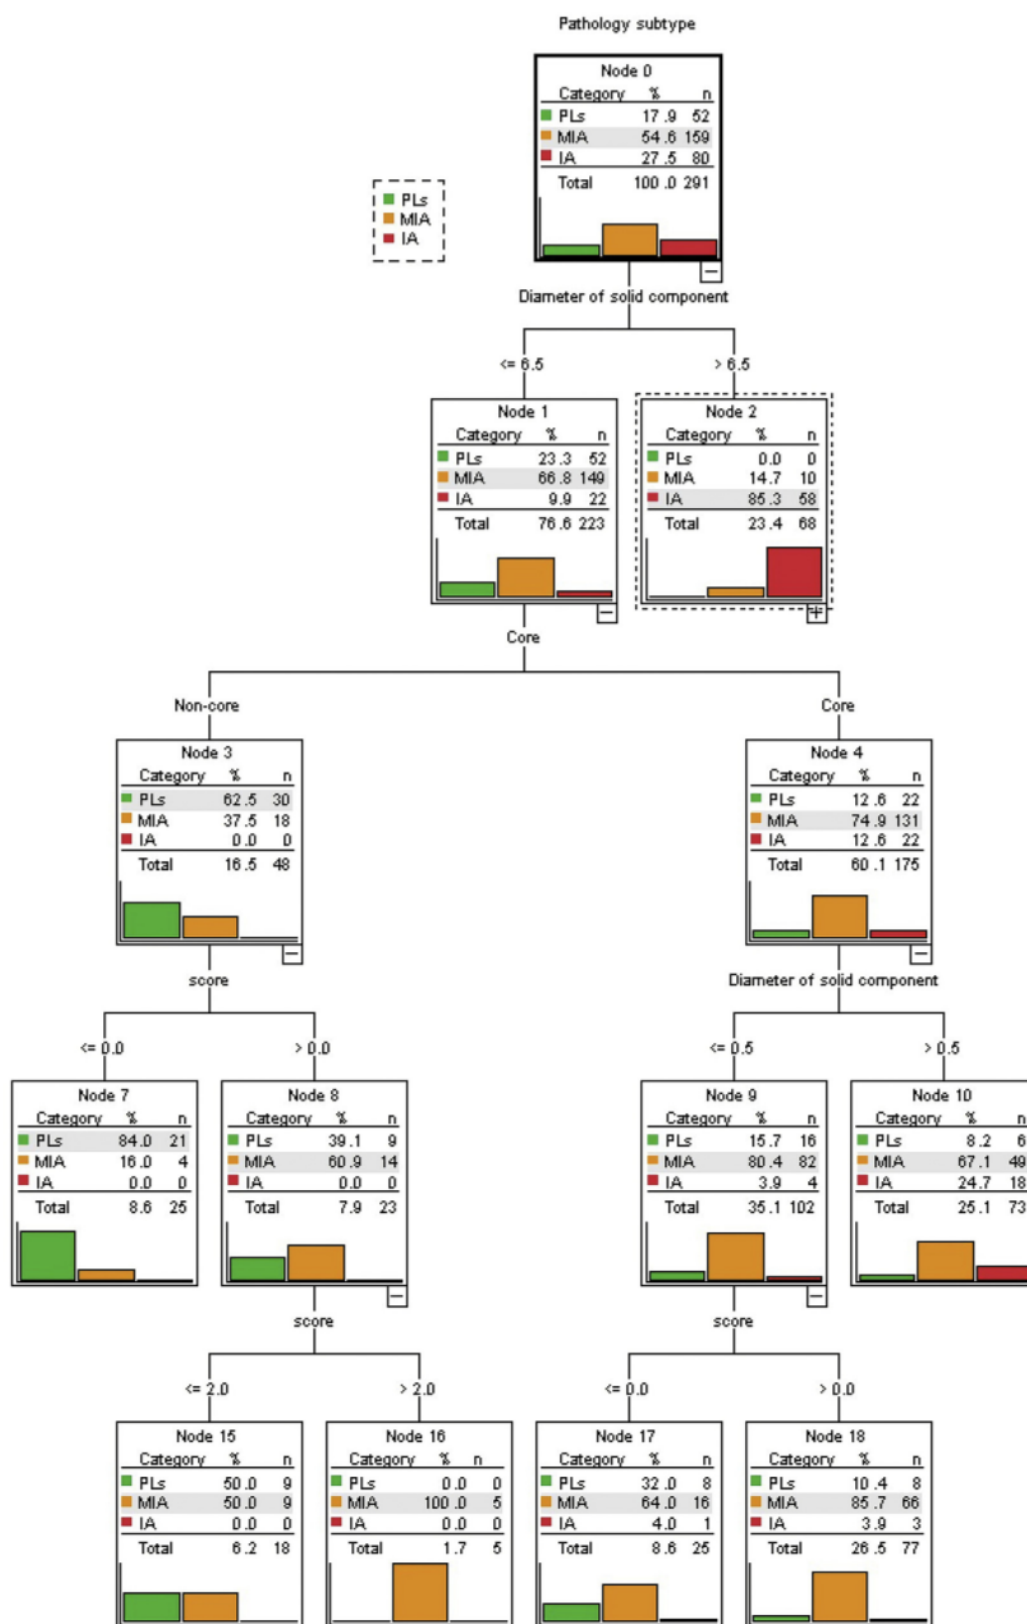 Pathology subtype
Node 0
Category % n
PLs 17.9 52
MIA 54.6 159
IA 27.5 80
Total 100.0 291
PLs
MIA
IA
Diameter of solid component
<= 6.5 > 6.5
Node 1
Category % n
PLs 23.3 52
MIA 66.8 149
IA 9.9 22
Total 76.6 223
Node 2
Category % n
PLs 0.0 0
MIA 14.7 10
IA 85.3 58
Total 23.4 68
Core
Non-core Core
Node 3
Category % n
PLs 62.5 30
MIA 37.5 18
IA 0.0 0
Total 16.5 48
Node 4
Category % n
PLs 12.6 22
MIA 74.9 131
IA 12.6 22
Total 60.1 175
score
Diameter of solid component
<= 0.0 > 0.0
<= 0.5 > 0.5
Node 7
Category % n
PLs 84.0 21
MIA 16.0 4
IA 0.0 0
Total 8.6 25
Node 8
Category % n
PLs 39.1 9
MIA 60.9 14
IA 0.0 0
Total 7.9 23
Node 9
Category % n
PLs 15.7 16
MIA 80.4 82
IA 3.9 4
Total 35.1 102
Node 10
Category % n
PLs 8.2 6
MIA 67.1 49
IA 24.7 18
Total 25.1 73
score
score
<= 2.0 > 2.0
<= 0.0 > 0.0
Node 15
Category % n
PLs 50.0 9
MIA 50.0 9
IA 0.0 0
Total 6.2 18
Node 16
Category % n
PLs 0.0 0
MIA 100.0 5
IA 0.0 0
Total 1.7 5
Node 17
Category % n
PLs 32.0 8
MIA 64.0 16
IA 4.0 1
Total 8.6 25
Node 18
Category % n
PLs 10.4 8
MIA 85.7 66
IA 3.9 3
Total 26.5 77